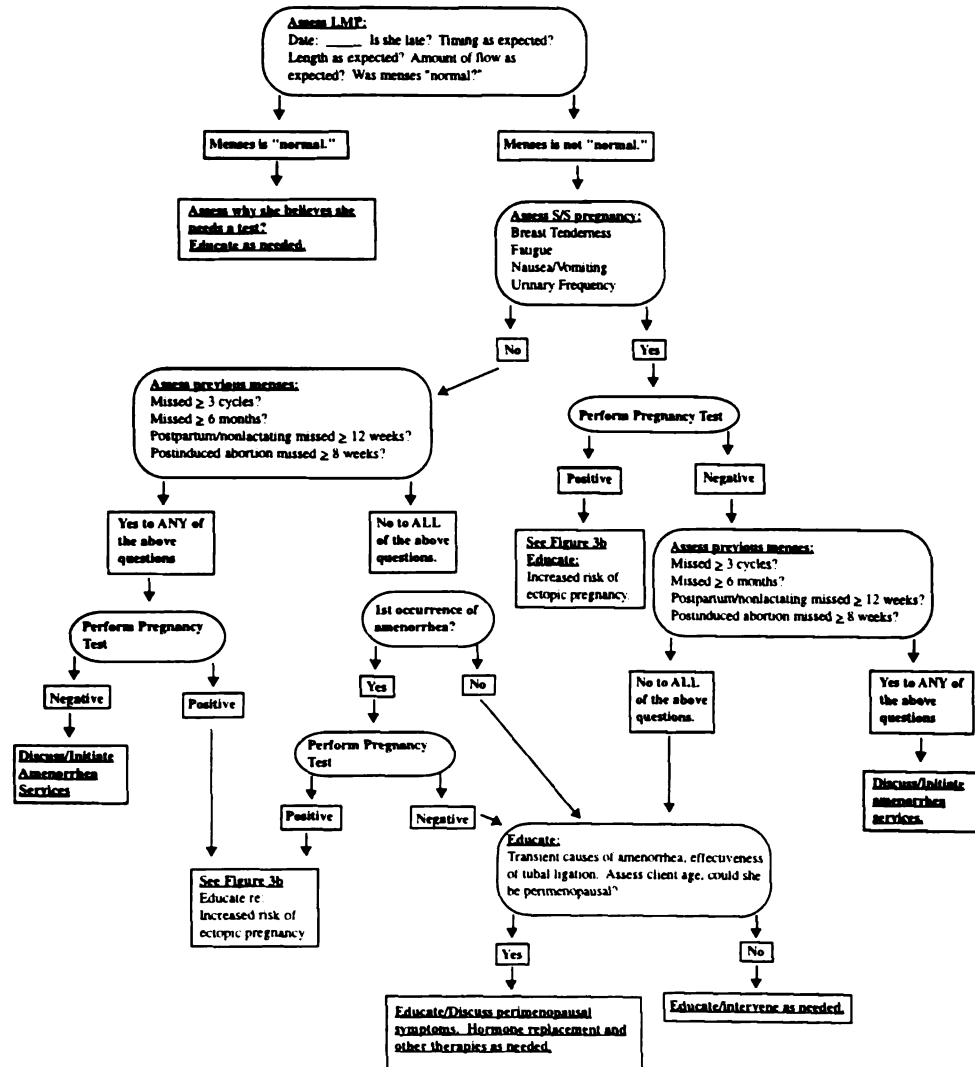 Assess LMP:
Date: _____ Is she late? Timing as expected?
Length as expected? Amount of flow as
expected? Was menses "normal?"
Menses is "normal."
Menses is not "normal."
Assess why she believes she
needs a test?
Educate as needed.
Assess S/S pregnancy:
Breast Tenderness
Fatigue
Nausea/Vomiting
Urinary Frequency
No
Yes
Assess previous menses:
Missed ≥ 3 cycles?
Missed ≥ 6 months?
Postpartum/nonlactating missed ≥ 12 weeks?
Postinduced abortion missed ≥ 8 weeks?
Perform Pregnancy Test
Positive
Negative
Yes to ANY of
the above
questions
No to ALL
of the above
questions.
See Figure 3b
Educate:
Increased risk of
ectopic pregnancy.
Assess previous menses:
Missed ≥ 3 cycles?
Missed ≥ 6 months?
Postpartum/nonlactating missed ≥ 12 weeks?
Postinduced abortion missed ≥ 8 weeks?
Perform Pregnancy
Test
1st occurrence of
amenorrhea?
Negative
Positive
Yes
No
No to ALL
of the above
questions.
Yes to ANY of
the above
questions
Discuss/Initiate
Amenorrhea
Services
Perform Pregnancy
Test
Discuss/Initiate
amenorrhea
services.
Positive
Negative
Educate:
Transient causes of amenorrhea, effectiveness
of tubal ligation. Assess client age, could she
be perimenopausal?
See Figure 3b
Educate re:
Increased risk of
ectopic pregnancy
Yes
No
Educate/Discuss perimenopausal
symptoms. Hormone replacement and
other therapies as needed.
Educate/intervene as needed.